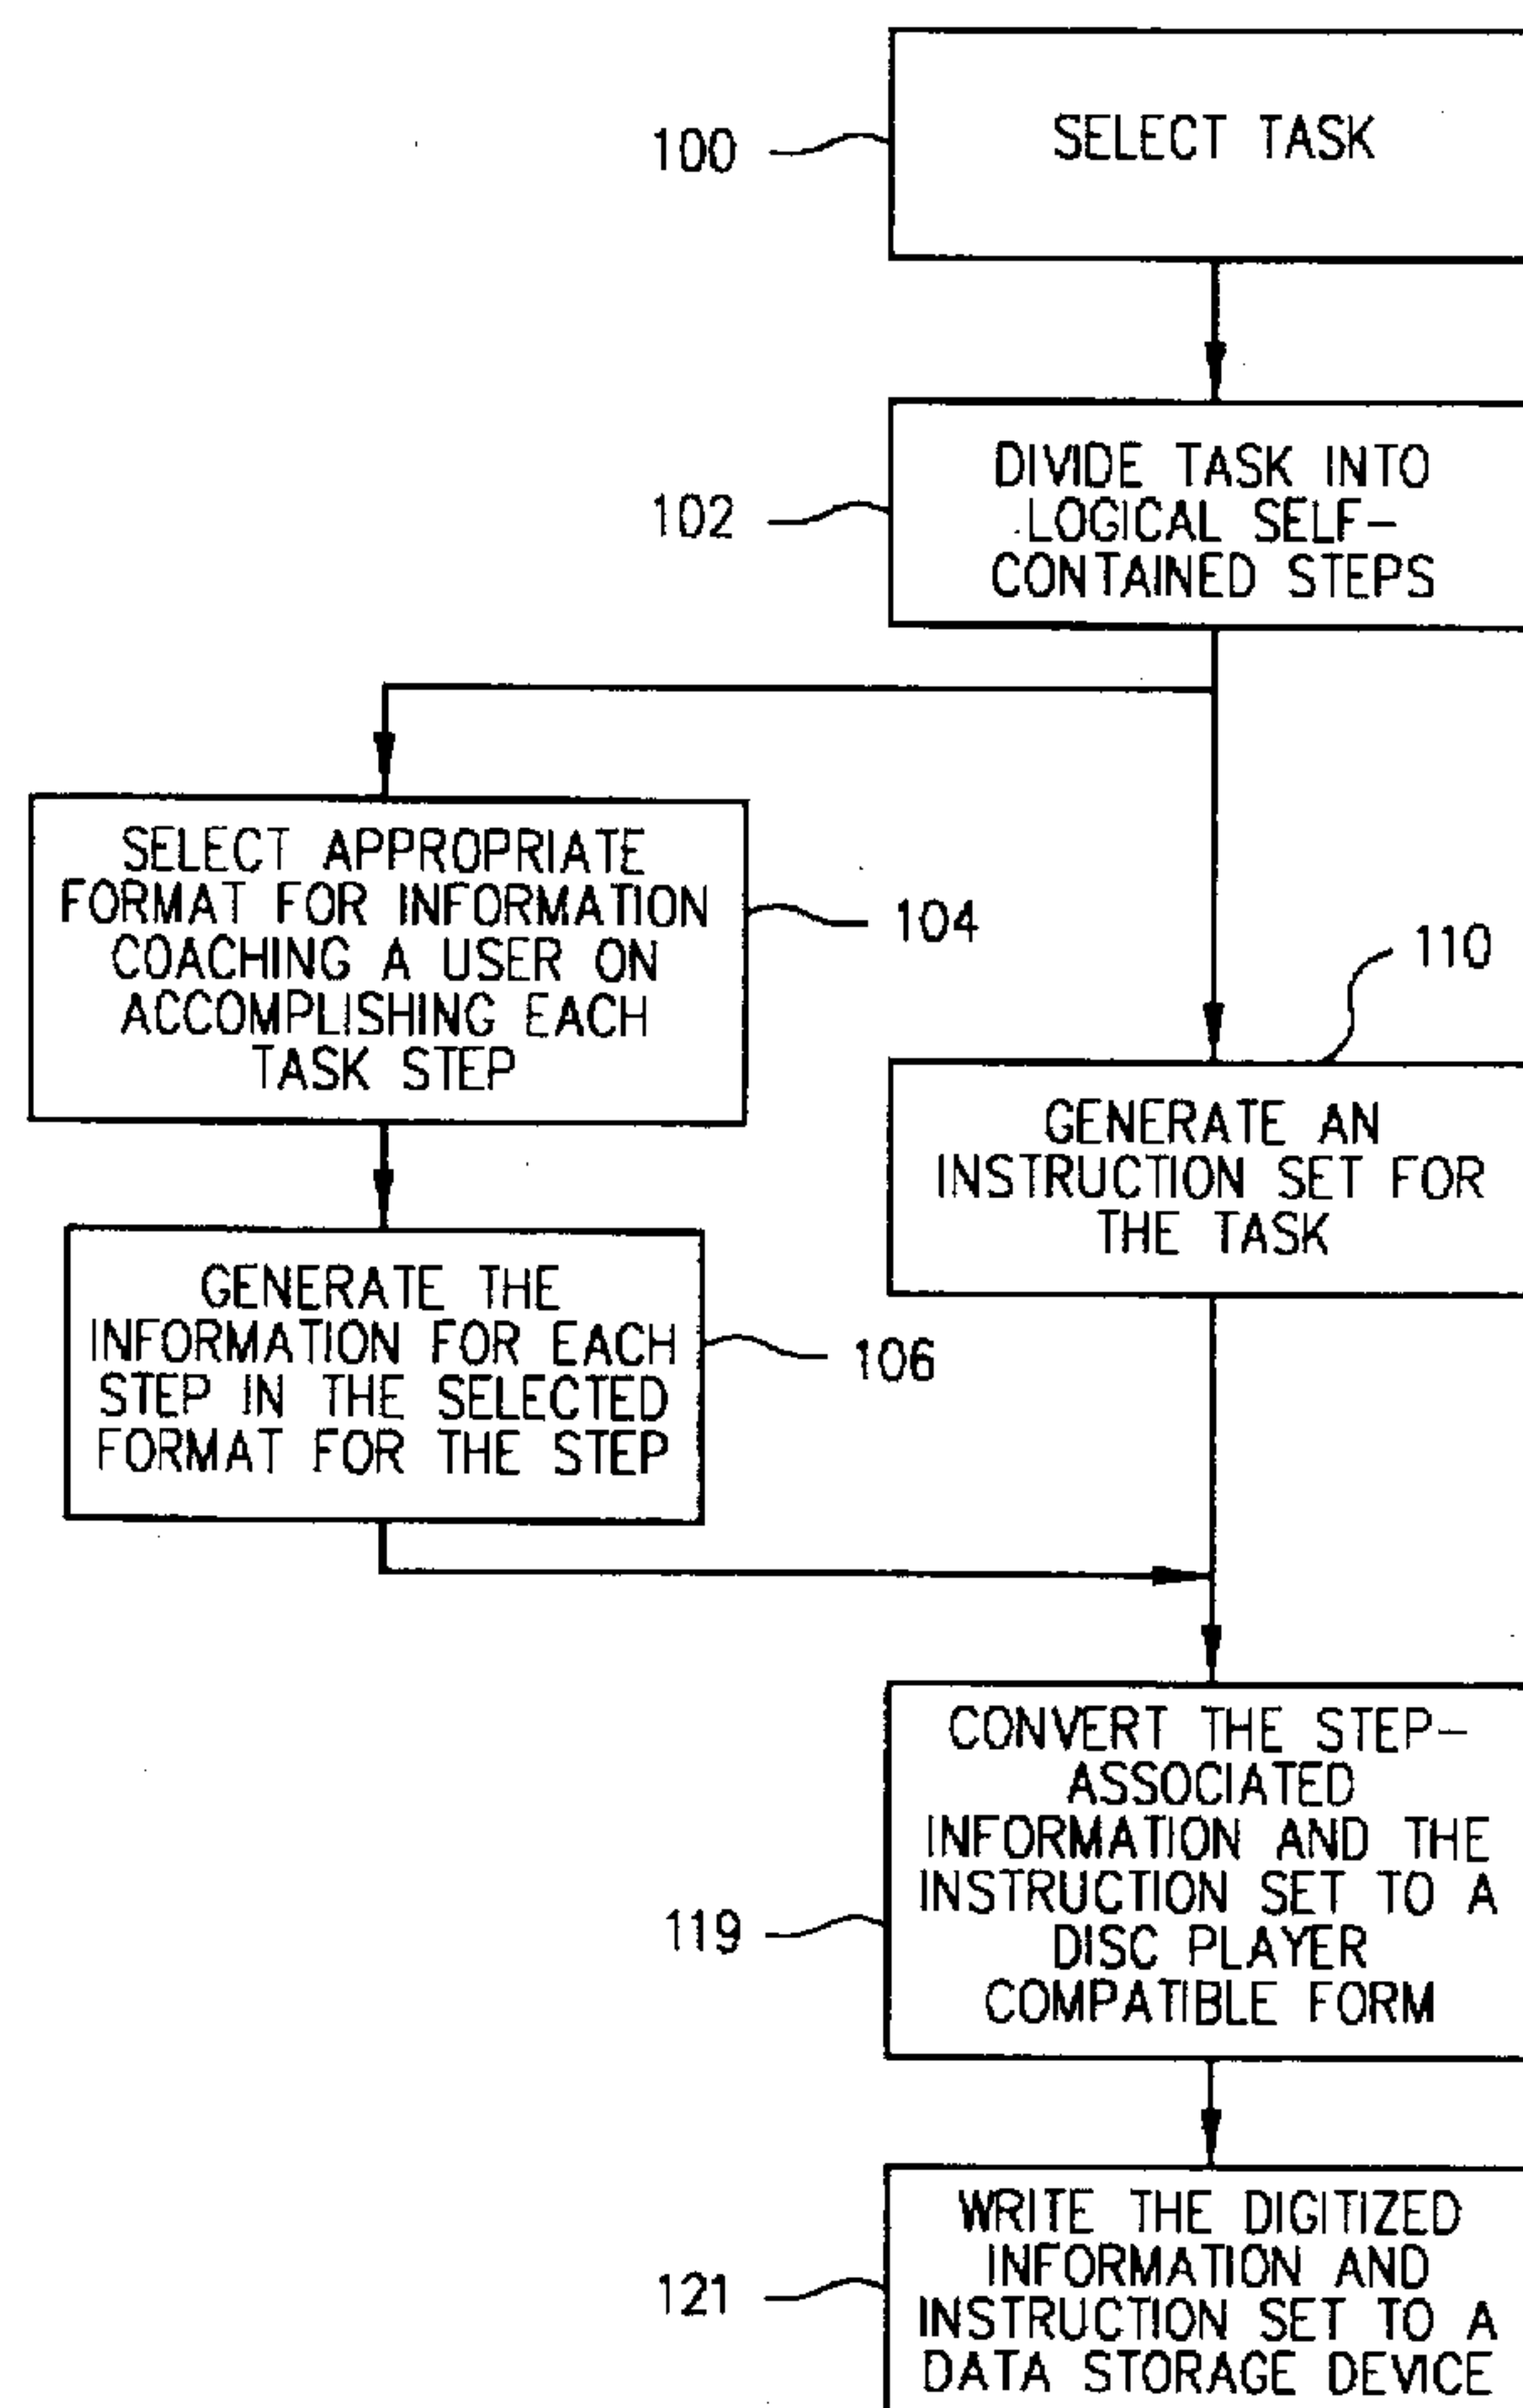 100
SELECT TASK
102
DIVIDE TASK INTO
LOGICAL SELF-
CONTAINED STEPS
SELECT APPROPRIATE
FORMAT FOR INFORMATION
COACHING A USER ON
ACCOMPLISHING EACH
TASK STEP
104
110
GENERATE AN
INSTRUCTION SET FOR
THE TASK
GENERATE THE
INFORMATION FOR EACH
STEP IN THE SELECTED
FORMAT FOR THE STEP
106
119
CONVERT THE STEP-
ASSOCIATED
INFORMATION AND THE
INSTRUCTION SET TO A
DISC PLAYER
COMPATIBLE FORM
121
WRITE THE DIGITIZED
INFORMATION AND
INSTRUCTION SET TO A
DATA STORAGE DEVICE